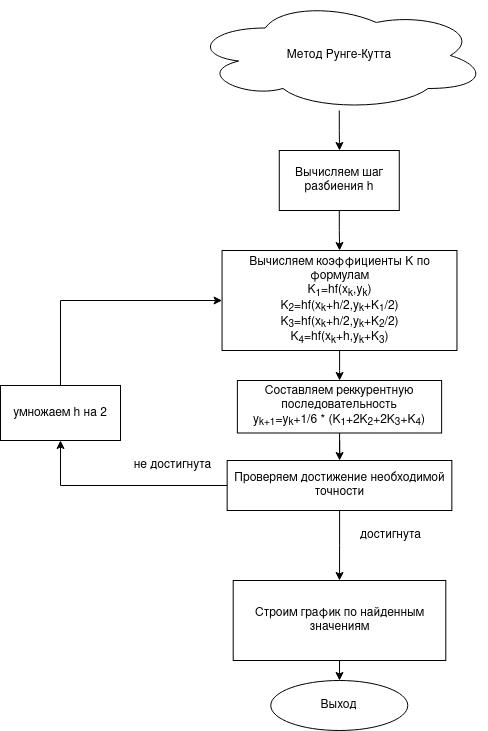 Метод Рунге-Кутта
Вычисляем шаг
разбиения h
Вычисляем коэффициенты К по
формулам
K₁=hf(xₖ,yₖ)
K₂=hf(xₖ+h/2,yₖ+K₁/2)
K₃=hf(xₖ+h/2,yₖ+K₂/2)
K₄=hf(xₖ+h,yₖ+K₃)
Составляем реккурентную
последовательность
yₖ₊₁=yₖ+1/6 * (K₁+2K₂+2K₃+K₄)
умножаем h на 2
не достигнута
Проверяем достижение необходимой
точности
достигнута
Строим график по найденным
значениям
Выход